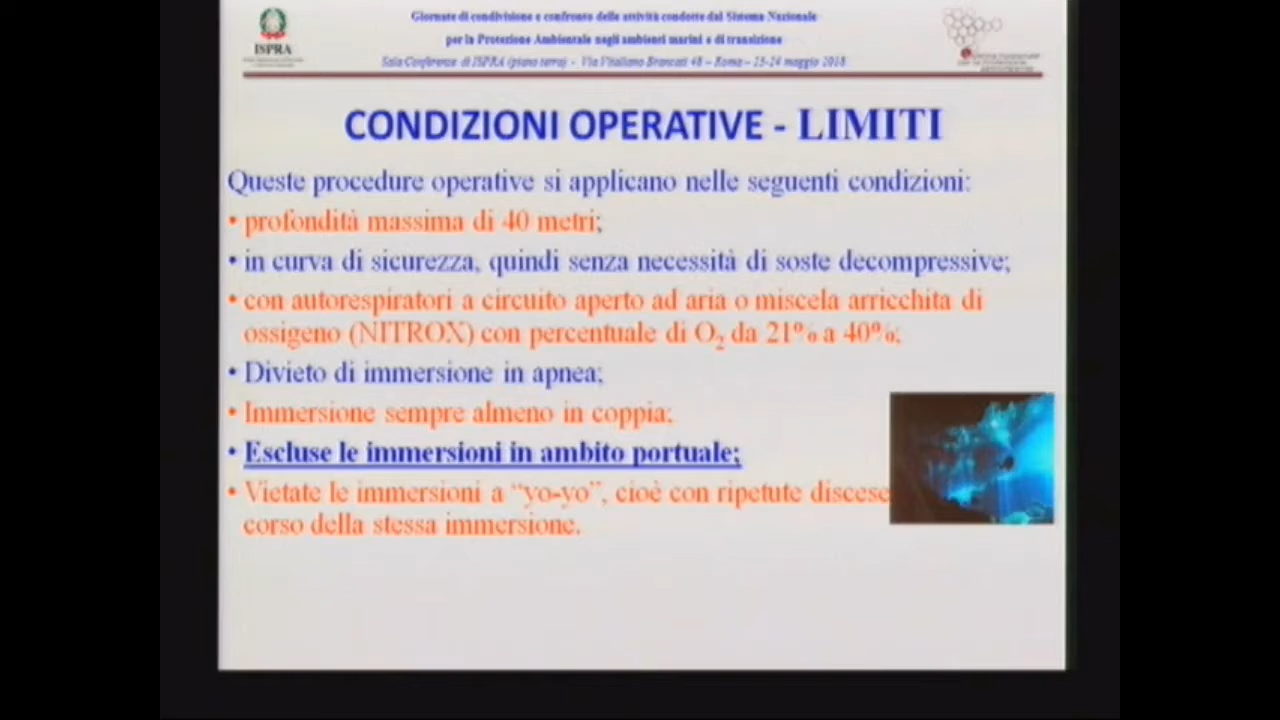 Giornate di condivisione e confronto delle attività condotte dal Sistema Nazionale
per la Protezione Ambientale negli ambienti marini e di transizione
Sala Conferenze di ISPRA (piano terra) - Via Vitaliano Brancati 48 – Roma – 23-24 maggio 2018
ISPRA
CONDIZIONI OPERATIVE - LIMITI
Queste procedure operative si applicano nelle seguenti condizioni:
• profondità massima di 40 metri;
• in curva di sicurezza, quindi senza necessità di soste decompressive;
• con autorespiratori a circuito aperto ad aria o miscela arricchita di
ossigeno (NITROX) con percentuale di O₂ da 21% a 40%;
• Divieto di immersione in apnea;
• Immersione sempre almeno in coppia;
• Escluse le immersioni in ambito portuale;
• Vietate le immersioni a “yo-yo”, cioè con ripetute discese
corso della stessa immersione.